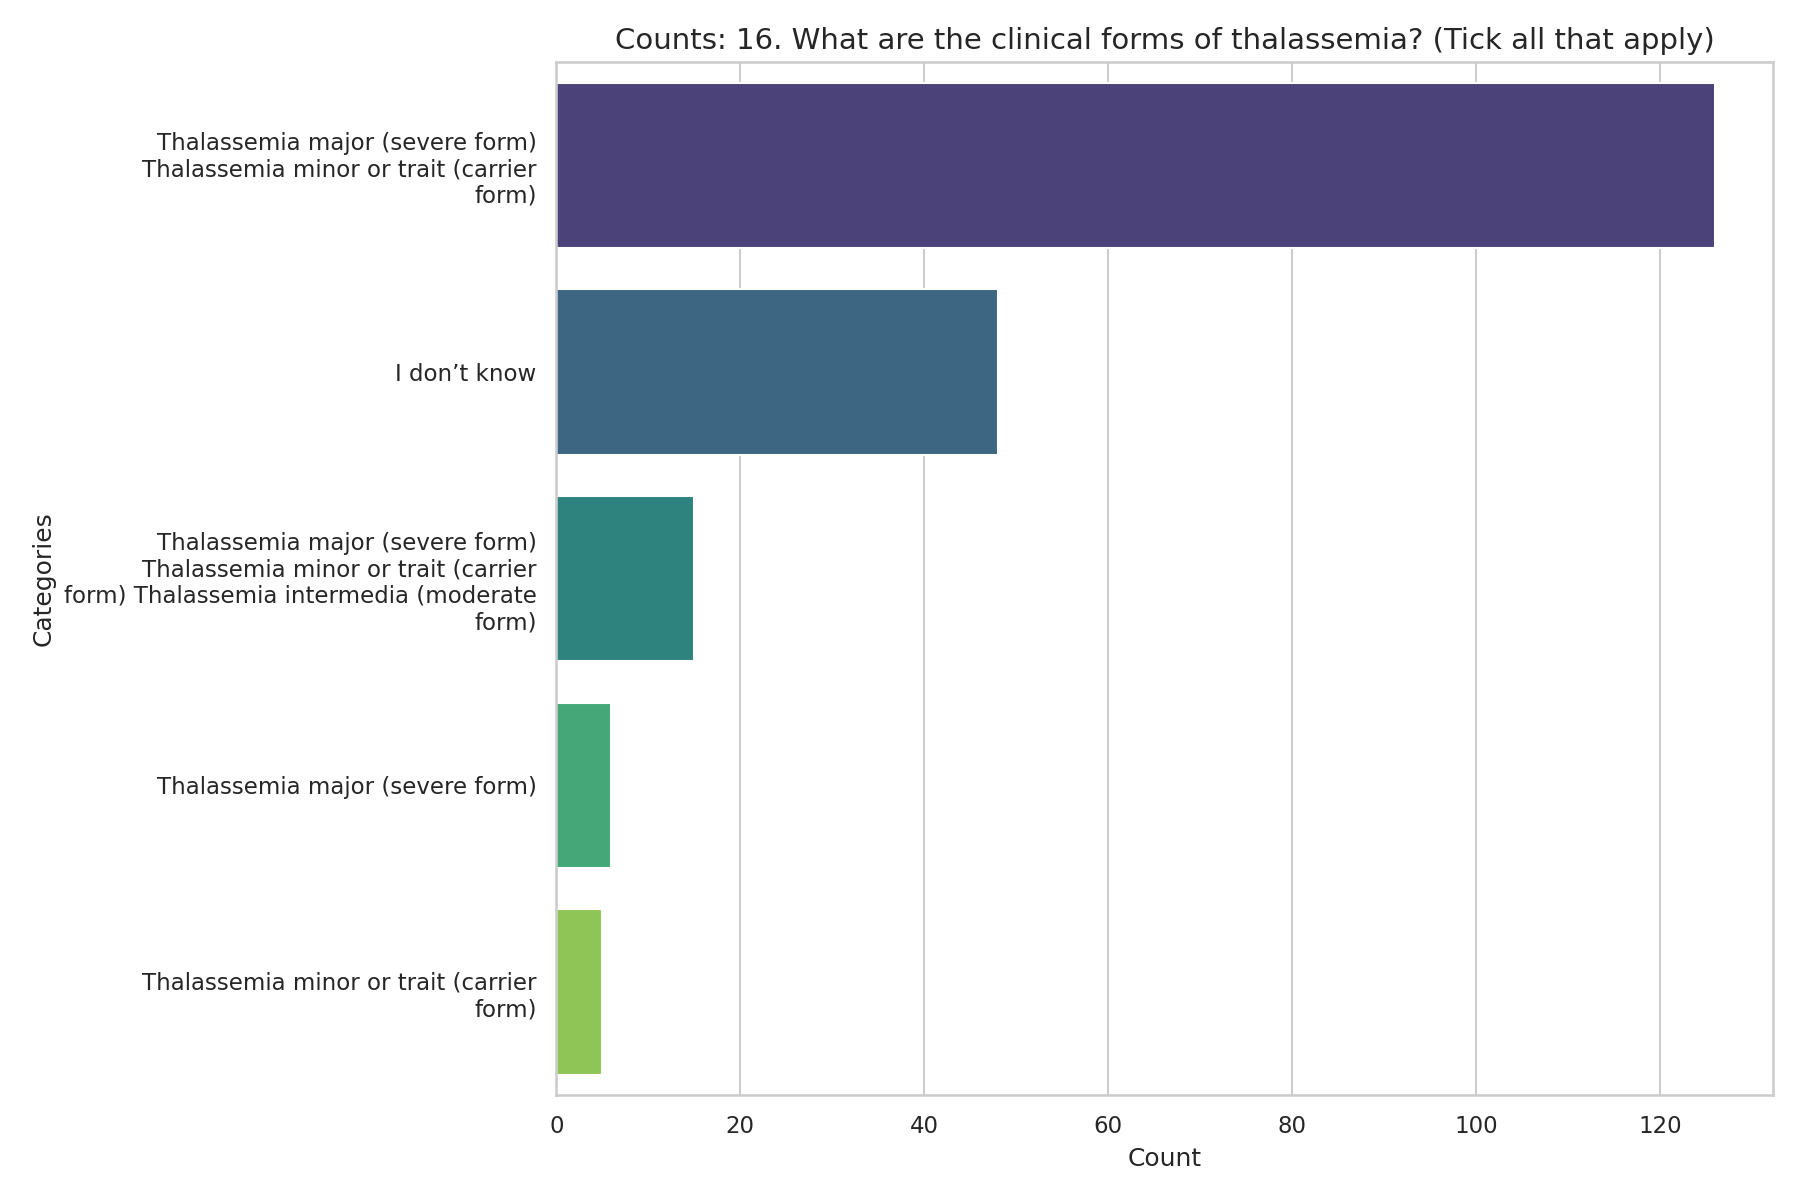 Counts: 16. What are the clinical forms of thalassemia? (Tick all that apply)
Thalassemia major (severe form)
Thalassemia minor or trait (carrier
form)
I don’t know
Thalassemia major (severe form)
Thalassemia minor or trait (carrier
form) Thalassemia intermedia (moderate
form)
Thalassemia major (severe form)
Thalassemia minor or trait (carrier
form)
Categories
0 20 40 60 80 100 120
Count